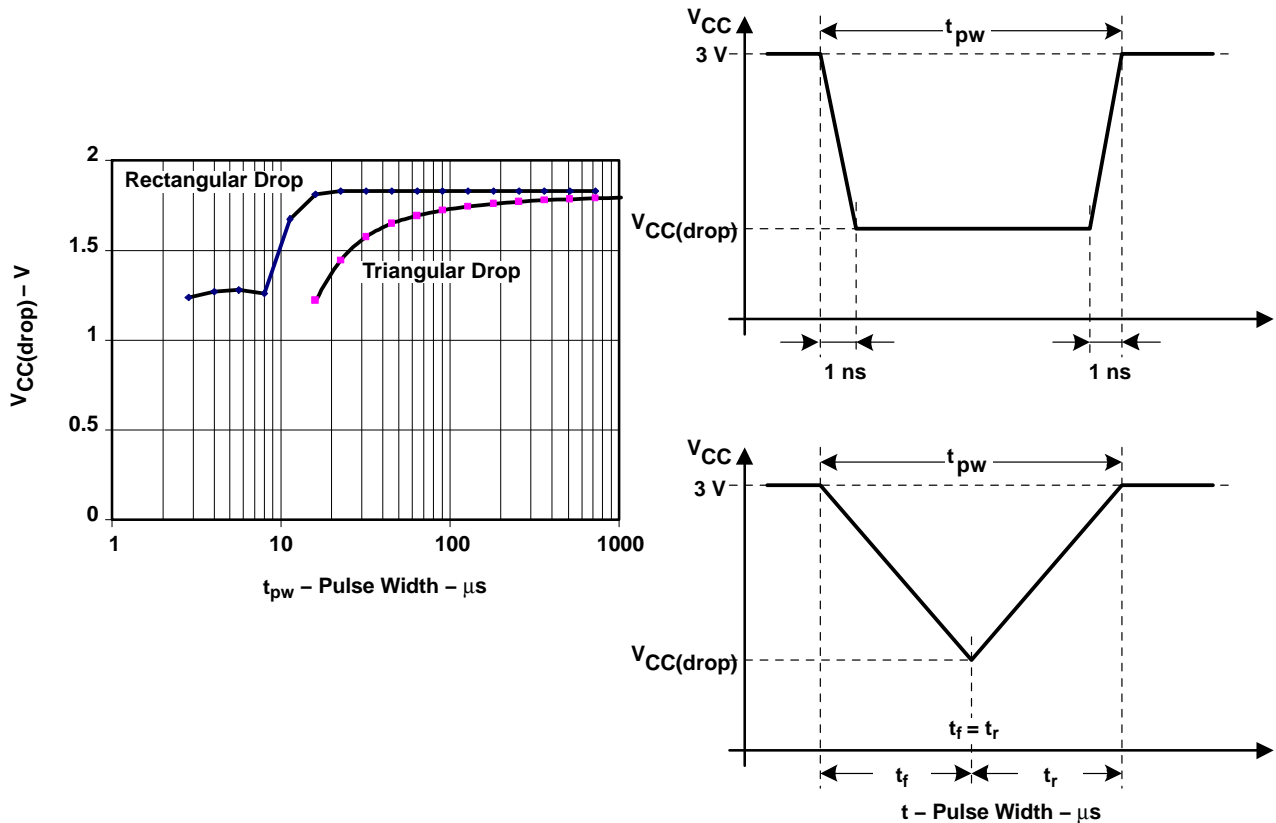 2
1.5
1
0.5
0
VCC(drop) – V
Rectangular Drop
Triangular Drop
1
10
100
1000
tpw – Pulse Width – μs
VCC
3 V
tpw
VCC(drop)
1 ns
1 ns
VCC
3 V
tpw
VCC(drop)
tf = tr
tf
tr
t – Pulse Width – μs